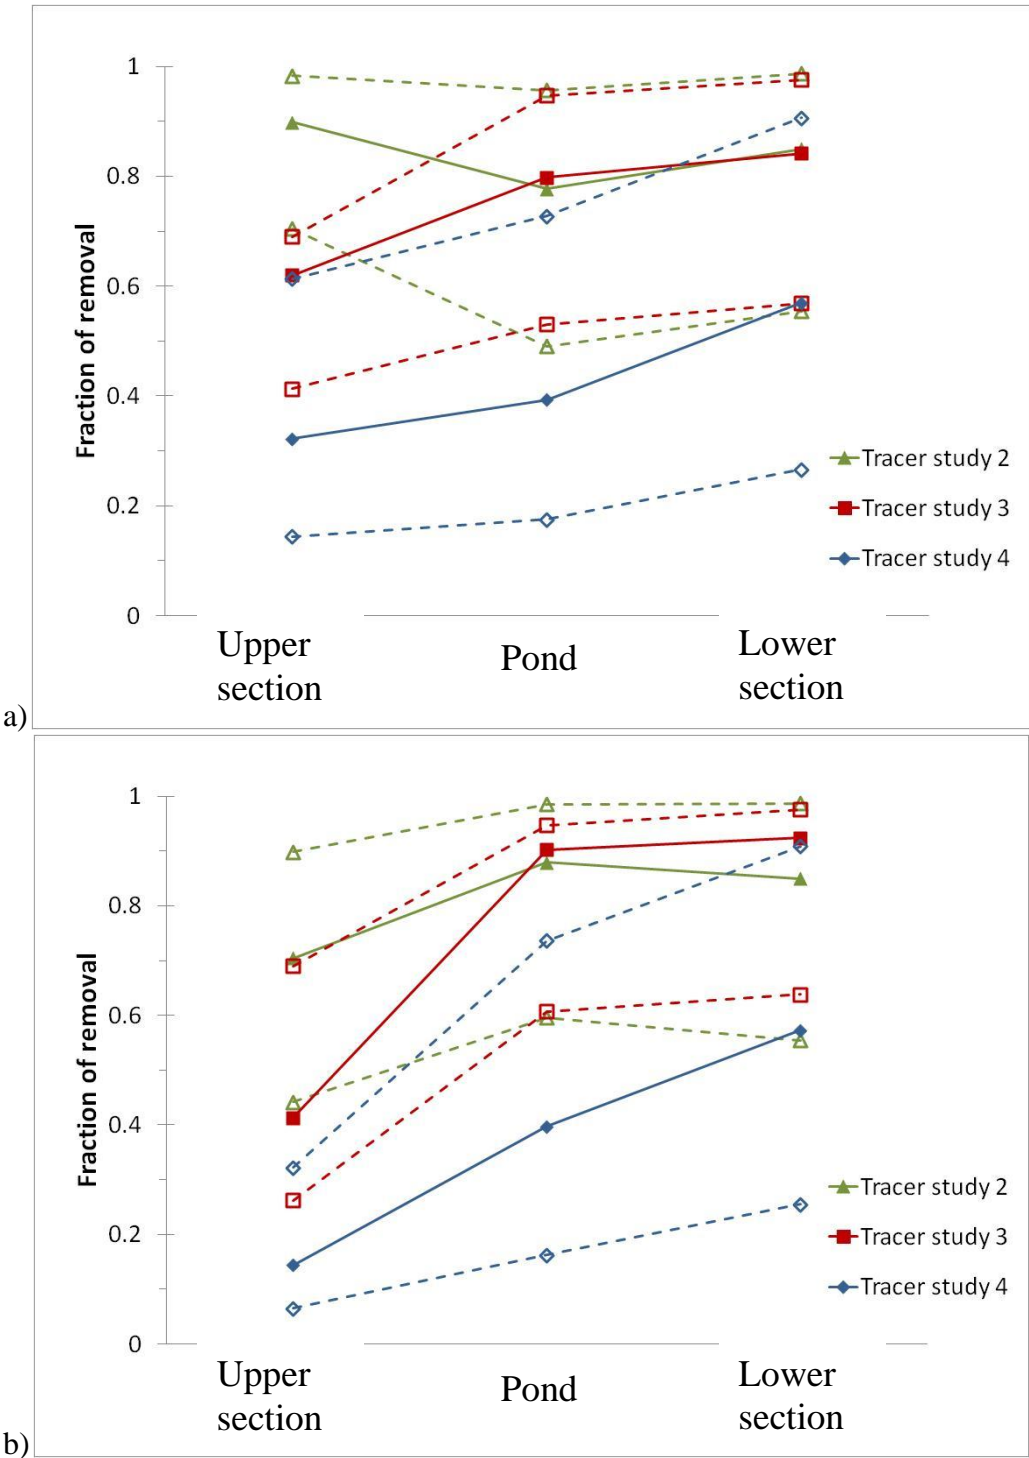 1
0.8
0.6
0.4
0.2
0
Fraction of removal
Tracer study 2
Tracer study 3
Tracer study 4
Upper
section
Pond
Lower
section
a)
1
0.8
0.6
0.4
0.2
0
Fraction of removal
Tracer study 2
Tracer study 3
Tracer study 4
Upper
section
Pond
Lower
section
b)